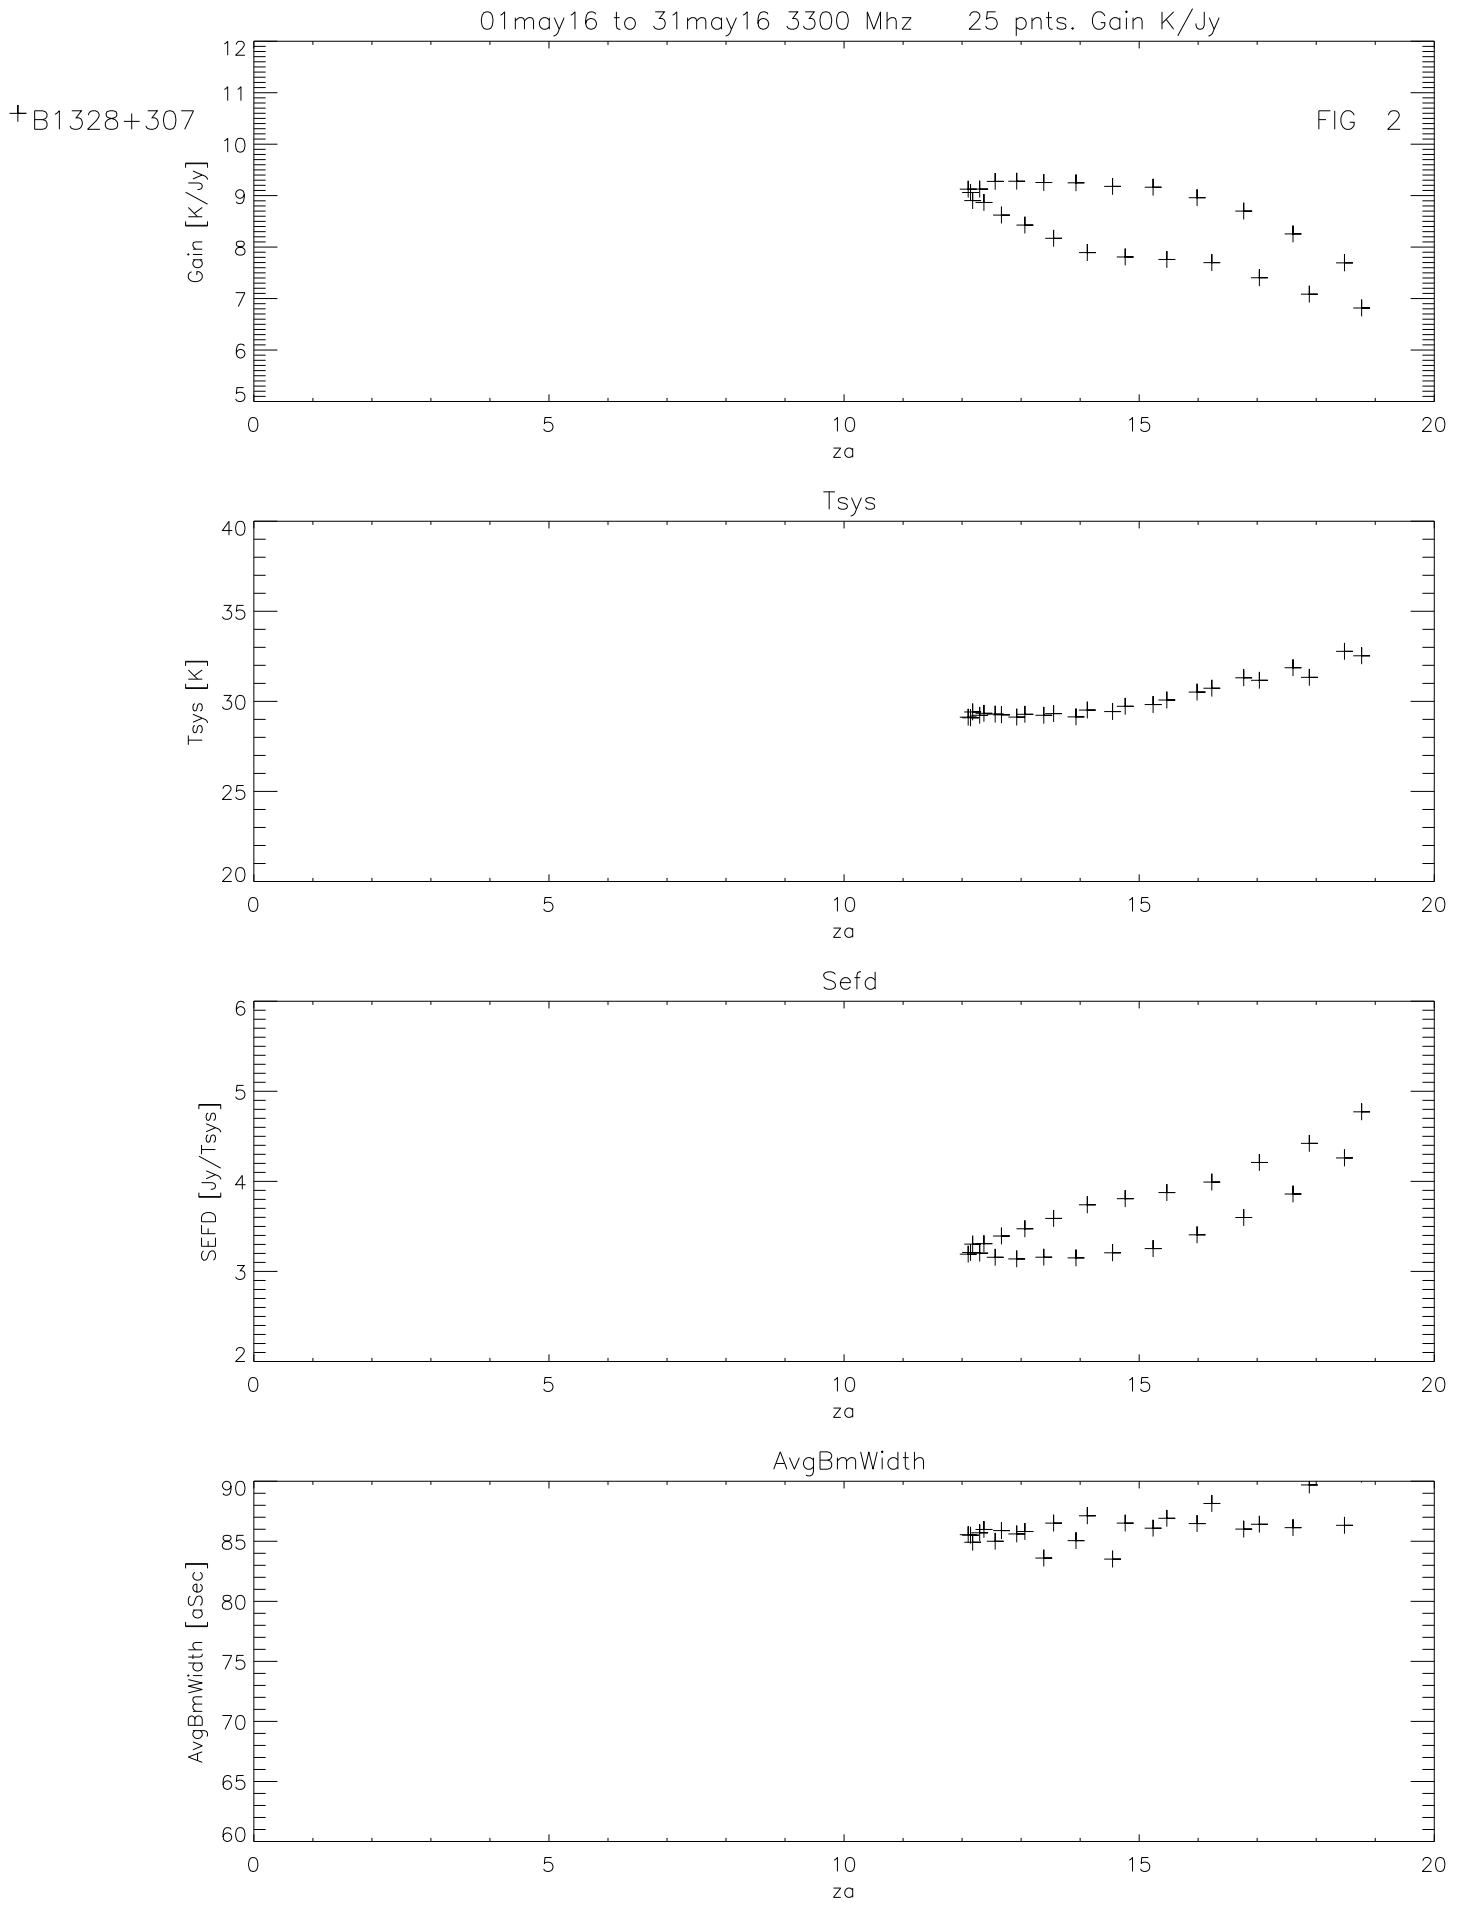 01may16 to 31may16 3300 Mhz 25 pnts. Gain K/Jy
+B1328+307
FIG 2
Gain [K/Jy]
12
11
10
9
8
7
6
5
0 5 10 15 20
za
Tsys
Tsys [K]
40
35
30
25
20
0 5 10 15 20
za
Sefd
SEFD [Jy/Tsys]
6
5
4
3
2
0 5 10 15 20
za
AvgBmWidth
AvgBmWidth [aSec]
90
85
80
75
70
65
60
0 5 10 15 20
za